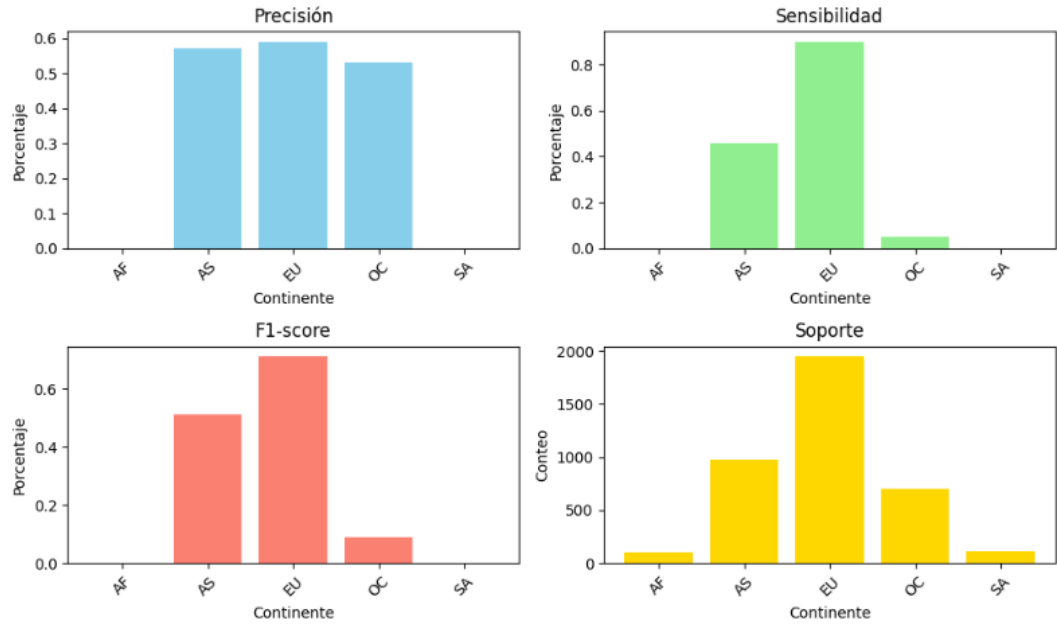 Precisión
Porcentaje
0.6
0.5
0.4
0.3
0.2
0.1
0.0
AF
AS
EU
OC
SA
Continente
Sensibilidad
Porcentaje
0.8
0.6
0.4
0.2
0.0
AF
AS
EU
OC
SA
Continente
F1-score
Porcentaje
0.6
0.4
0.2
0.0
AF
AS
EU
OC
SA
Continente
Soporte
Conteo
2000
1500
1000
500
0
AF
AS
EU
OC
SA
Continente